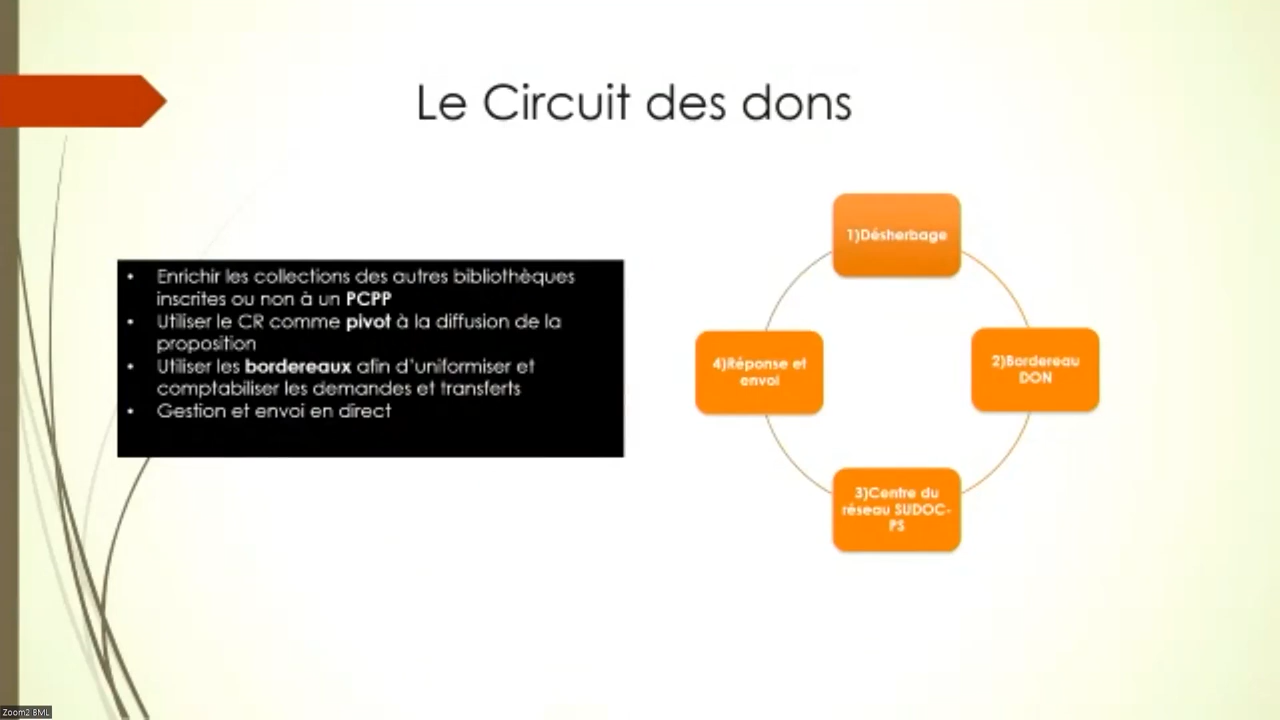 Le Circuit des dons
• Enrichir les collections des autres bibliothèques
inscrites ou non à un PCPP
• Utiliser le CR comme pivot à la diffusion de la
proposition
• Utiliser les bordereaux afin d'uniformiser et
comptabiliser les demandes et transferts
• Gestion et envoi en direct
1)Désherbage
2)Bordereau
DON
3)Centre du
réseau SUDOC-
PS
4)Réponse et
envoi
Zoom2 BML